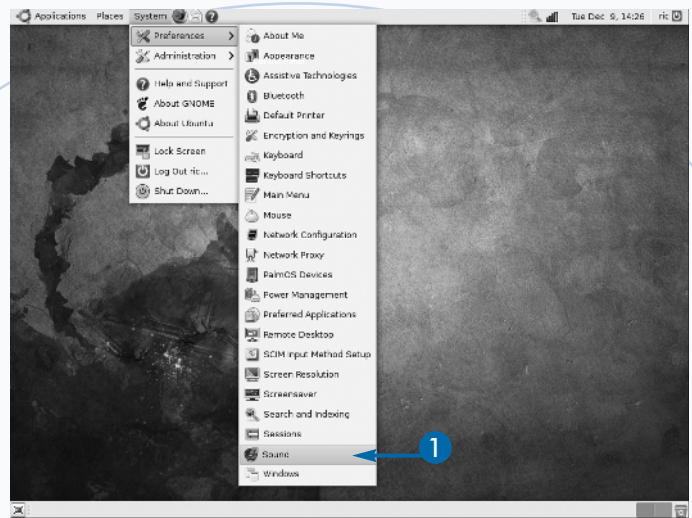 Applications Places System Tue Dec 9, 14:26 ric
Preferences
Administration
Help and Support
About GNOME
About Ubuntu
Lock Screen
Log Out ric...
Shut Down...
About Me
Appearance
Assistive Technologies
Bluetooth
Default Printer
Encryption and Keyrings
Keyboard
Keyboard Shortcuts
Main Menu
Mouse
Network Configuration
Network Proxy
PalmOS Devices
Power Management
Preferred Applications
Remote Desktop
SCIM Input Method Setup
Screen Resolution
Screensaver
Search and Indexing
Sessions
Sound
1
Windows